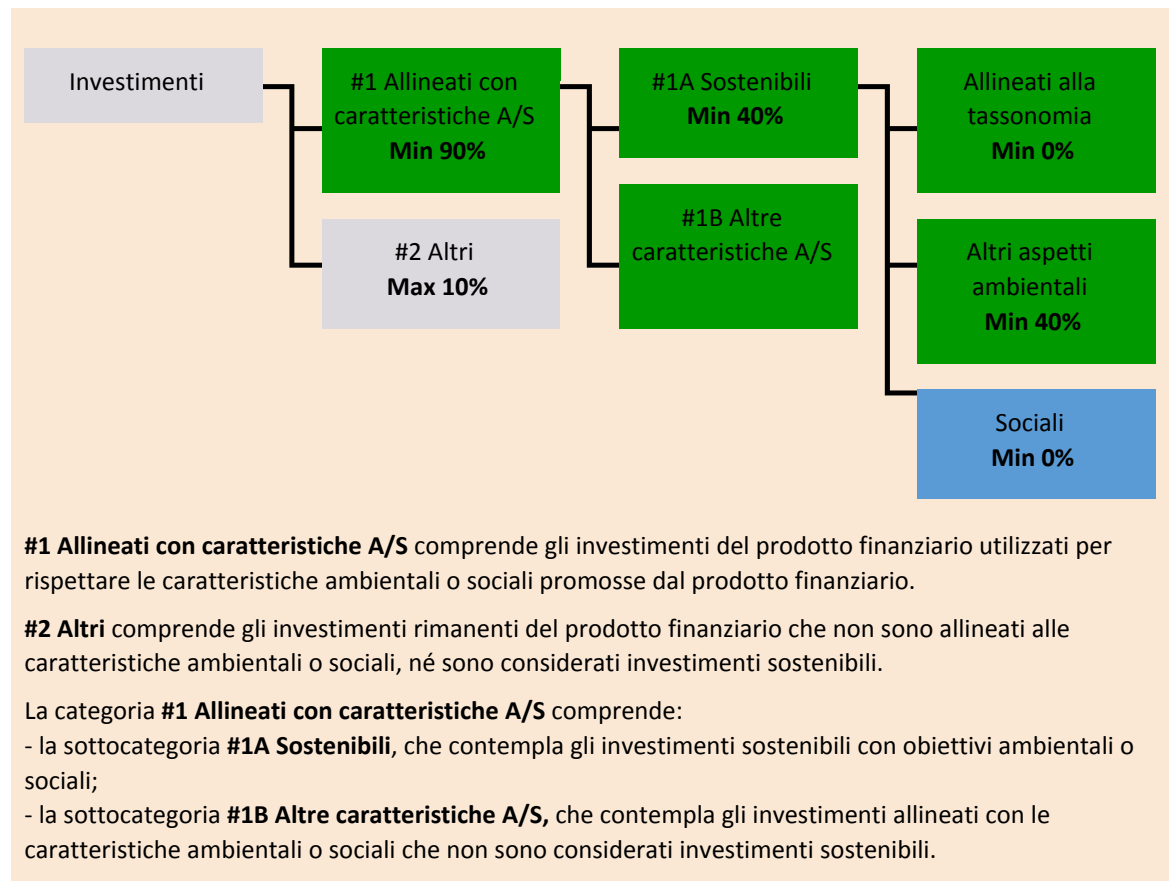 Investimenti
#1 Allineati con
caratteristiche A/S
Min 90%
#2 Altri
Max 10%
#1A Sostenibili
Min 40%
#1B Altre
caratteristiche A/S
Allineati alla
tassonomia
Min 0%
Altri aspetti
ambientali
Min 40%
Sociali
Min 0%
#1 Allineati con caratteristiche A/S comprende gli investimenti del prodotto finanziario utilizzati per
rispettare le caratteristiche ambientali o sociali promosse dal prodotto finanziario.
#2 Altri comprende gli investimenti rimanenti del prodotto finanziario che non sono allineati alle
caratteristiche ambientali o sociali, né sono considerati investimenti sostenibili.
La categoria #1 Allineati con caratteristiche A/S comprende:
- la sottocategoria #1A Sostenibili, che contempla gli investimenti sostenibili con obiettivi ambientali o
sociali;
- la sottocategoria #1B Altre caratteristiche A/S, che contempla gli investimenti allineati con le
caratteristiche ambientali o sociali che non sono considerati investimenti sostenibili.